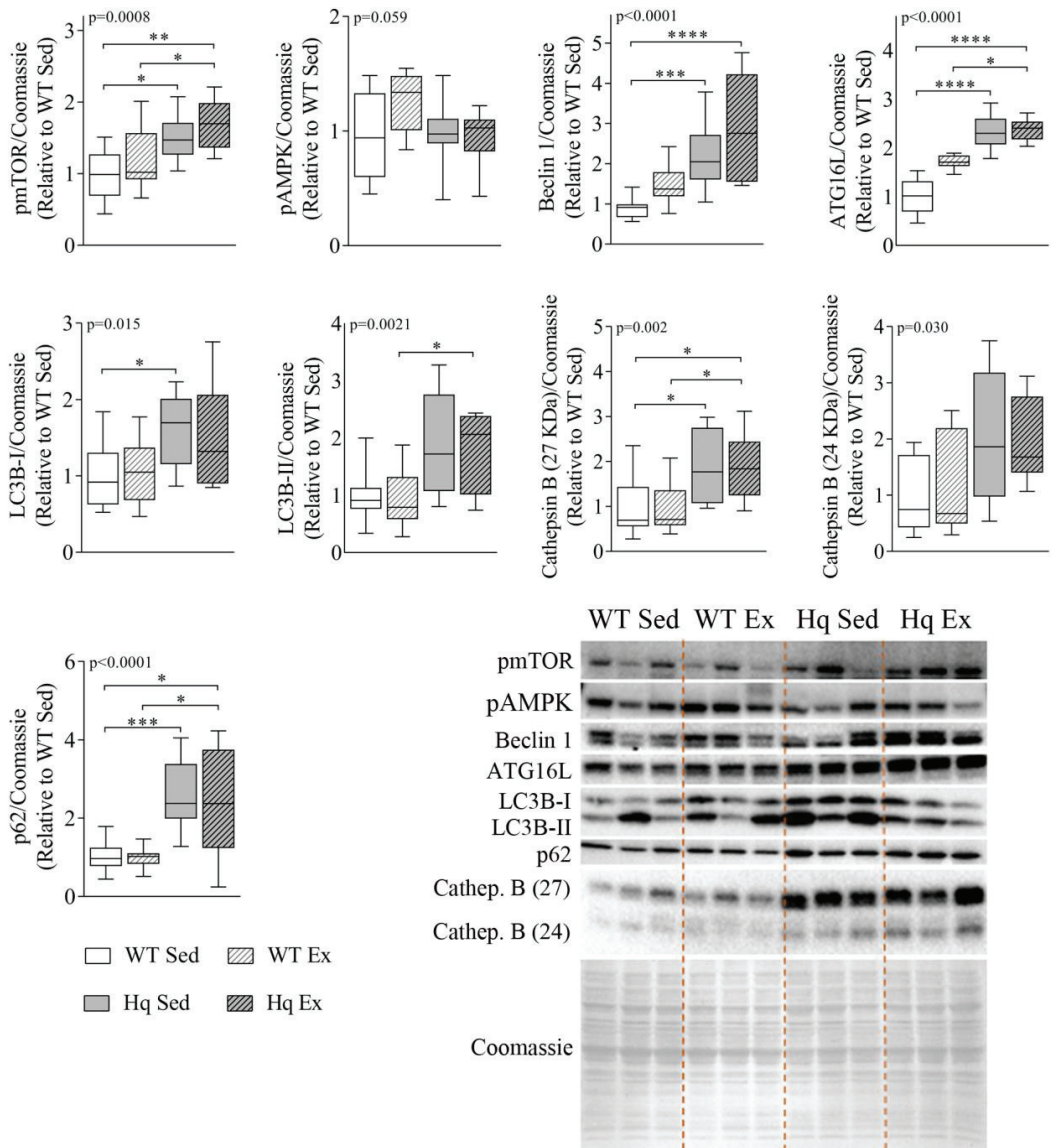 p=0.0008
pmTOR/Coomassie
(Relative to WT Sed)
3
2
1
0
**
*
*
p=0.059
pAMPK/Coomassie
(Relative to WT Sed)
2
1
0
p<0.0001
Beclin 1/Coomassie
(Relative to WT Sed)
5
4
3
2
1
0
****
***
p<0.0001
ATG16L/Coomassie
(Relative to WT Sed)
4
3
2
1
0
****
*
****
p=0.015
LC3B-I/Coomassie
(Relative to WT Sed)
3
2
1
0
*
p=0.0021
LC3B-II/Coomassie
(Relative to WT Sed)
4
3
2
1
0
*
p=0.002
Cathepsin B (27 KDa)/Coomassie
(Relative to WT Sed)
5
4
3
2
1
0
*
*
*
p=0.030
Cathepsin B (24 KDa)/Coomassie
(Relative to WT Sed)
4
3
2
1
0
p<0.0001
p62/Coomassie
(Relative to WT Sed)
6
4
2
0
*
*
***
WT Sed
WT Ex
Hq Sed
Hq Ex
WT Sed WT Ex Hq Sed Hq Ex
pmTOR
pAMPK
Beclin 1
ATG16L
LC3B-I
LC3B-II
p62
Cathep. B (27)
Cathep. B (24)
Coomassie